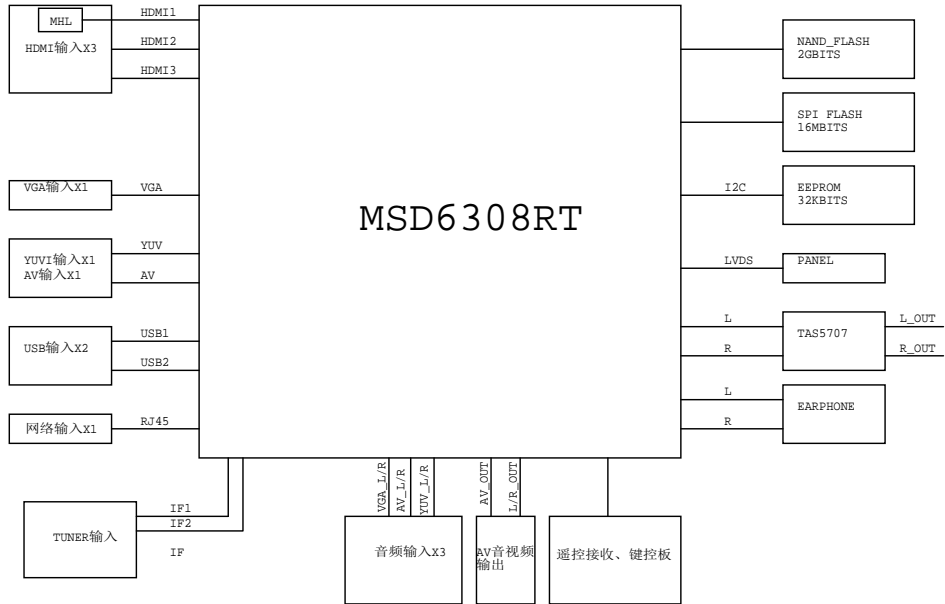 MHL
HDMI输入X3
HDMI1
HDMI2
HDMI3
VGA输入X1
VGA
YUVI输入X1
AV输入X1
YUV
AV
USB输入X2
USB1
USB2
网络输入X1
RJ45
TUNER输入
IF1
IF2
IF
MSD6308RT
NAND_FLASH
2GBITS
SPI FLASH
16MBITS
I2C
EEPROM
32KBITS
LVDS
PANEL
L
R
TAS5707
L_OUT
R_OUT
L
R
EARPHONE
VGA_L/R
AV_L/R
YUV_L/R
音频输入X3
AV_OUT
L/R_OUT
AV音视频
输出
遥控接收、键控板